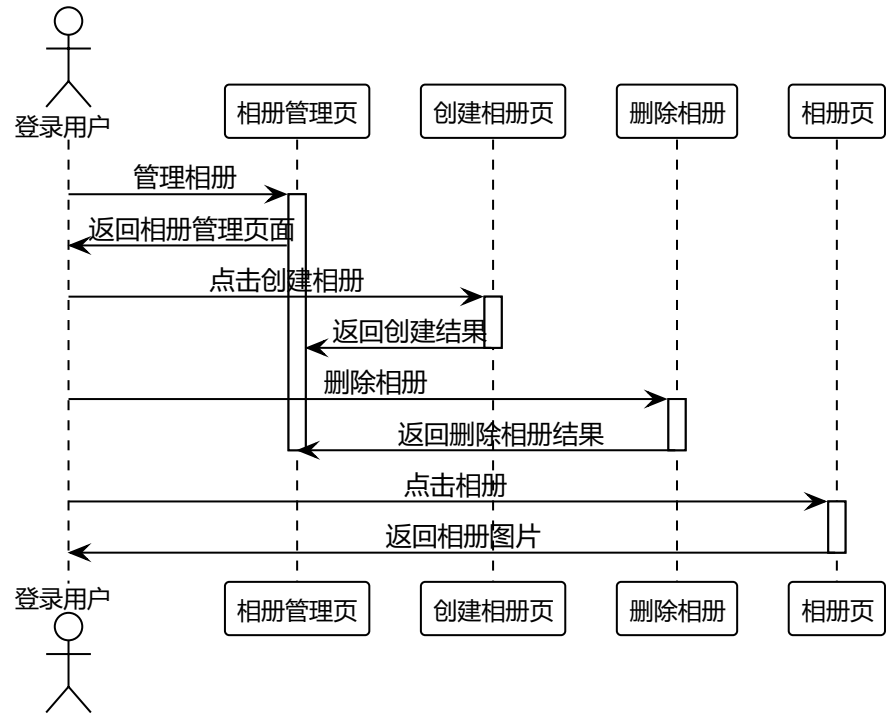 登录用户
相册管理页
创建相册页
删除相册
相册页
管理相册
返回相册管理页面
点击创建相册
返回创建结果
删除相册
返回删除相册结果
点击相册
返回相册图片
登录用户
相册管理页
创建相册页
删除相册
相册页